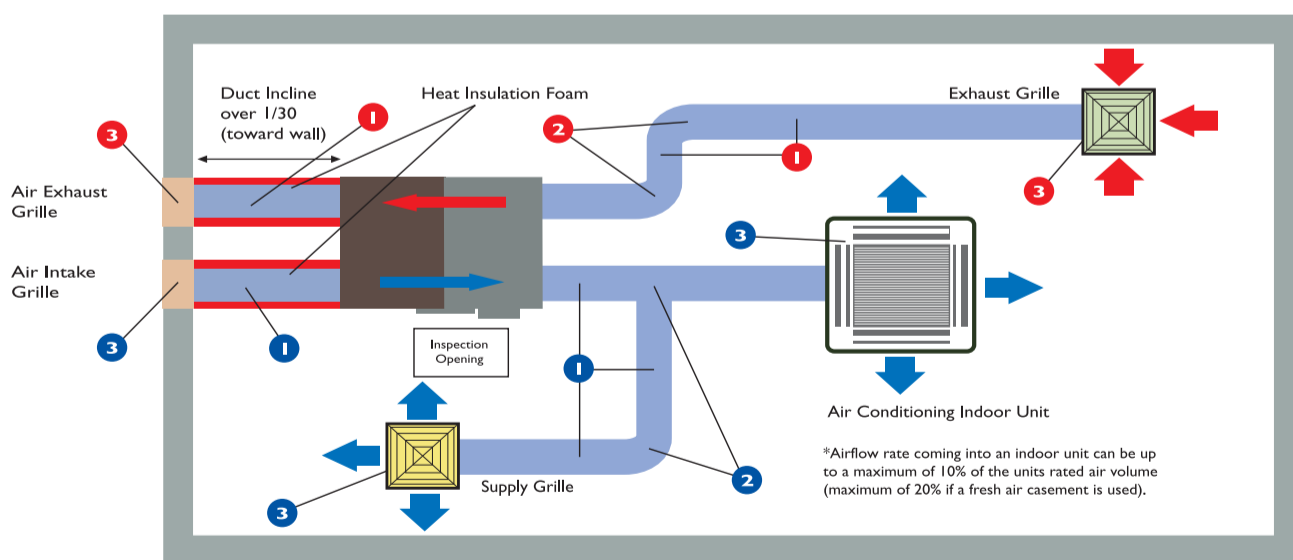 Duct Incline
over 1/30
(toward wall)
1
Heat Insulation Foam
Exhaust Grille
3
2
1
Air Exhaust
Grille
3
3
Air Intake
Grille
3
1
Inspection
Opening
1
Air Conditioning Indoor Unit
*Airflow rate coming into an indoor unit can be up
to a maximum of 10% of the units rated air volume
(maximum of 20% if a fresh air casement is used).
2
Supply Grille
3